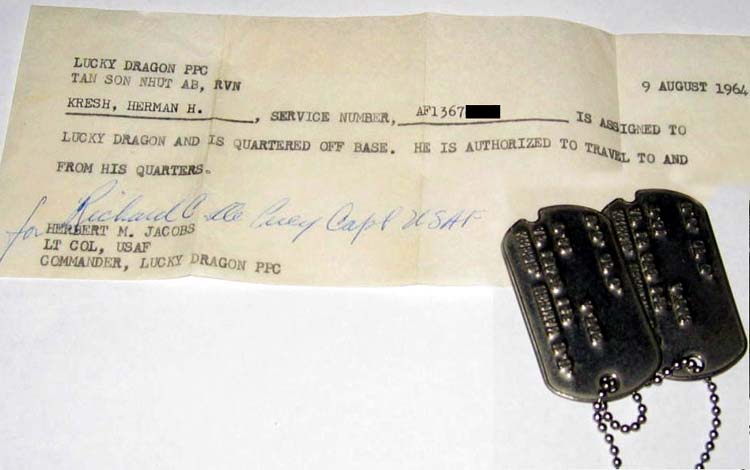 LUCKY DRAGON PPC
TAN SON NHUT AB, RVN
9 AUGUST 1964
KRESH, HERMAN H. , SERVICE NUMBER, AF1367 IS ASSIGNED TO
LUCKY DRAGON AND IS QUARTERED OFF BASE. HE IS AUTHORIZED TO TRAVEL TO AND
FROM HIS QUARTERS.
for Richard C. Capt USAF
HERBERT M. JACOBS
LT COL, USAF
COMMANDER, LUCKY DRAGON PPC